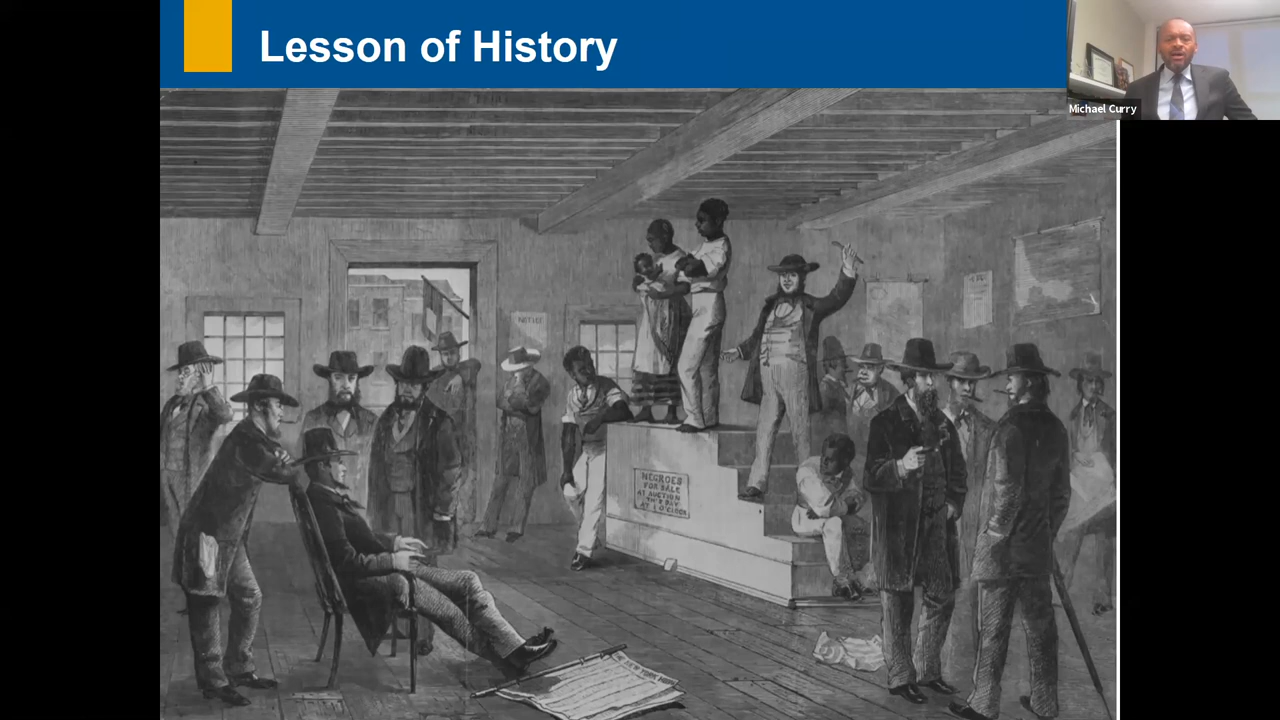 Lesson of History
Michael Curry
NOTICE
NEGROES
FOR SALE
AT AUCTION
THIS DAY
AT 1 O'CLOCK